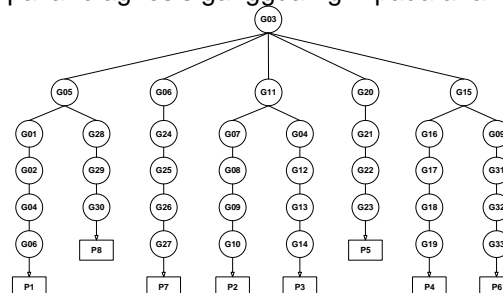 G03
G05 G06 G11 G20 G15
G01 G28 G24 G07 G04 G21 G16 G09
G02 G29 G25 G08 G12 G22 G17 G31
G04 G30 G26 G09 G13 G23 G18 G32
G06 P8 G27 G10 G14 P5 G19 G33
P1 P7 P2 P3 P4 P6